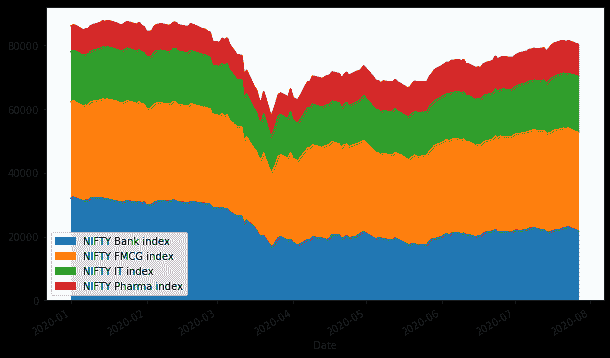 80000
60000
40000
20000
0
NIFTY Bank index
NIFTY FMCG index
NIFTY IT index
NIFTY Pharma index
2020-01
2020-02
2020-03
2020-04
2020-05
2020-06
2020-07
2020-08
Date